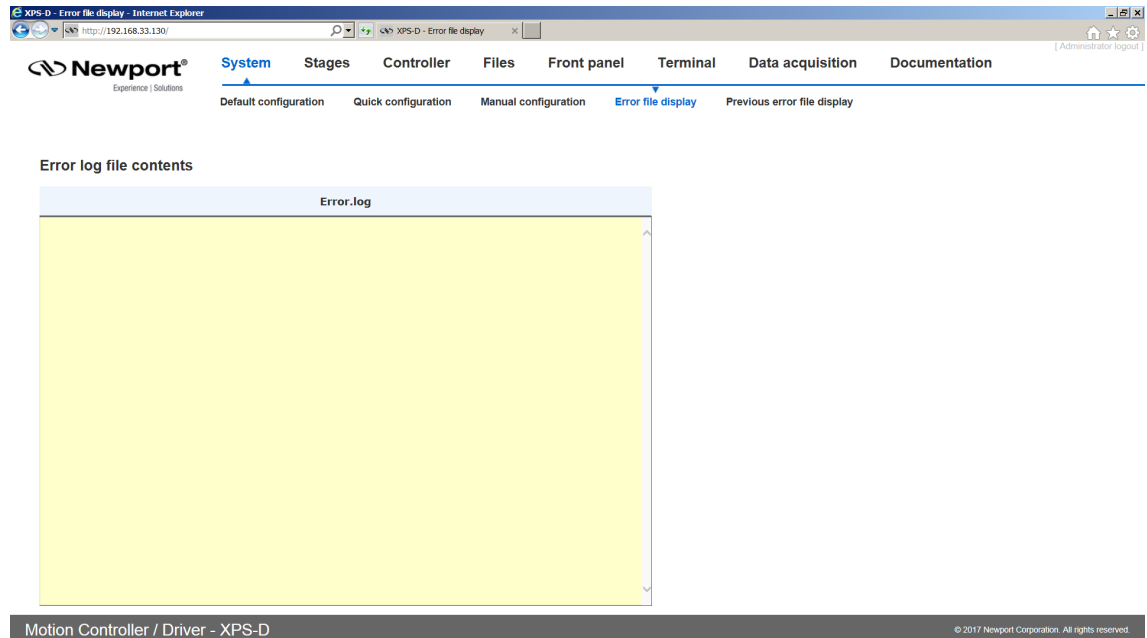 XPS-D - Error file display - Internet Explorer
http://192.168.33.130/
XPS-D - Error file display
[ Administrator logout ]
Newport®
Experience | Solutions
System Stages Controller Files Front panel Terminal Data acquisition Documentation
Default configuration Quick configuration Manual configuration Error file display Previous error file display
Error log file contents
Error.log
Motion Controller / Driver - XPS-D
© 2017 Newport Corporation. All rights reserved.